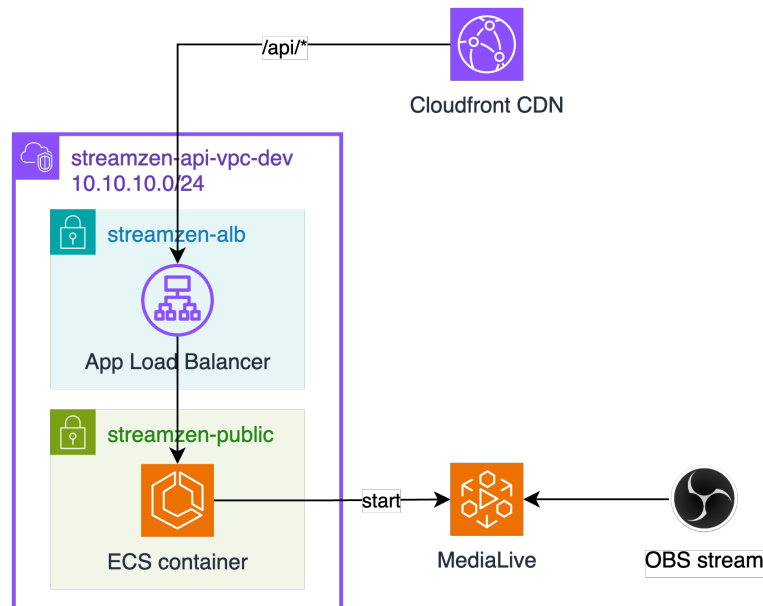 /api/*
Cloudfront CDN
streamzen-api-vpc-dev
10.10.10.0/24
streamzen-alb
App Load Balancer
streamzen-public
start
ECS container
MediaLive
OBS stream